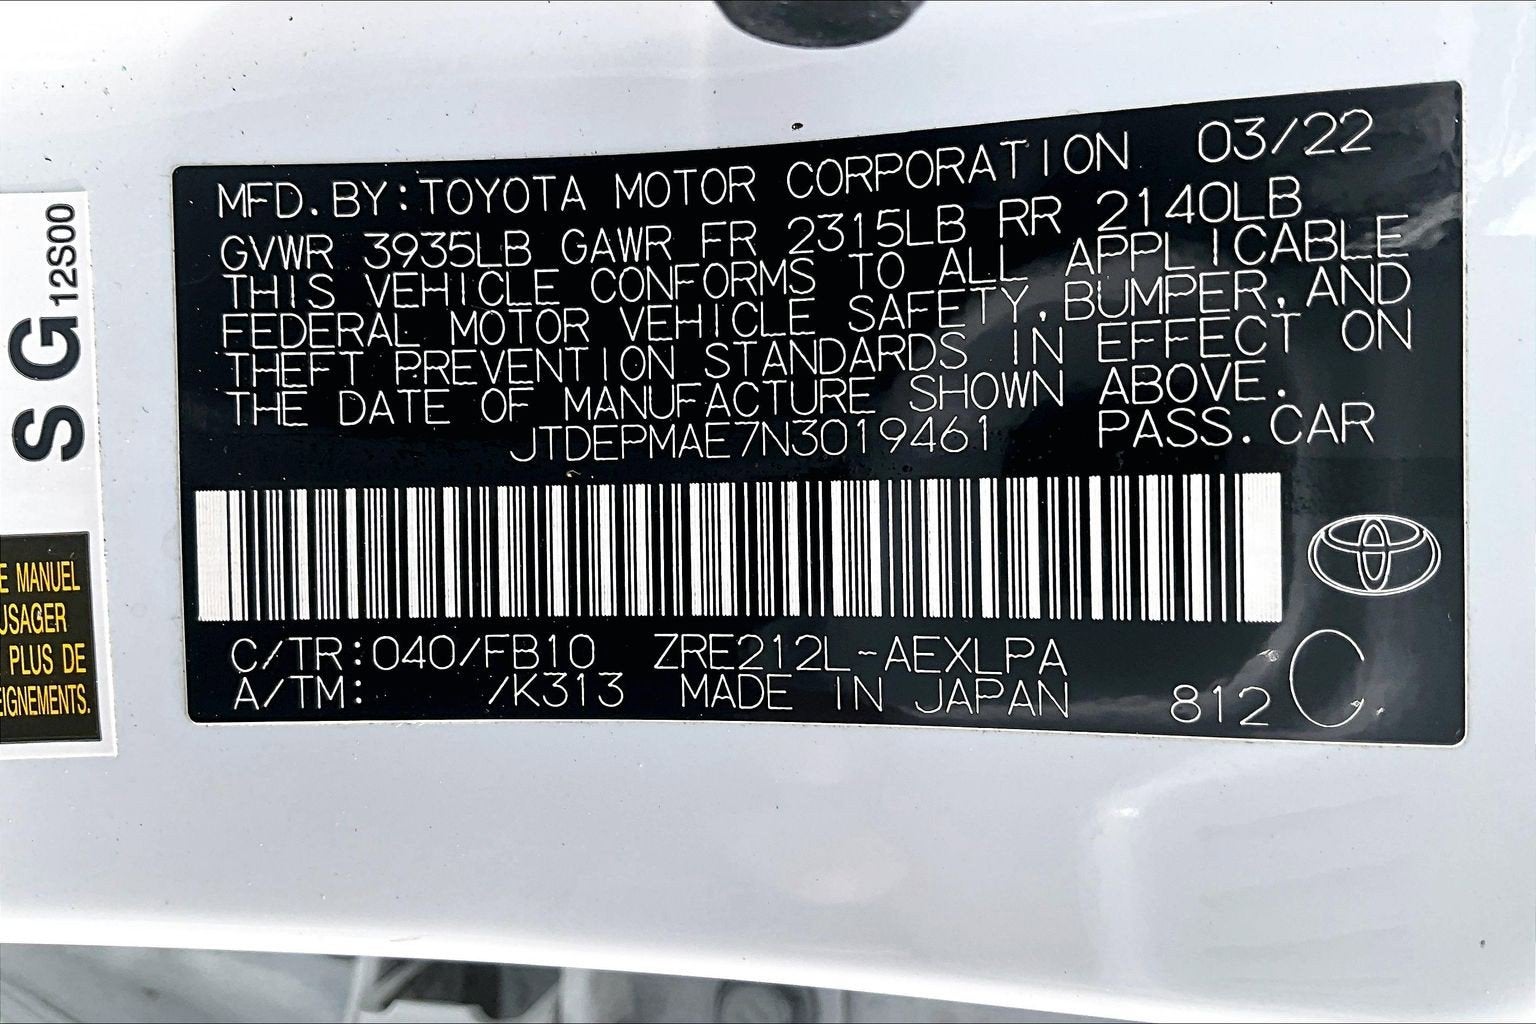 MFD. BY: TOYOTA MOTOR CORPORATION 03/22
GVWR 3935LB GAWR FR 2315LB RR 2140LB
THIS VEHICLE CONFORMS TO ALL APPLICABLE
FEDERAL MOTOR VEHICLE SAFETY, BUMPER, AND
THEFT PREVENTION STANDARDS IN EFFECT ON
THE DATE OF MANUFACTURE SHOWN ABOVE.
JTDEPMAE7N3019461 PASS. CAR
C/TR: 040/FB10 ZRE212L-AEXLPA
A/TM: /K313 MADE IN JAPAN 812 C
S G 12S00
E MANUEL
USAGER
PLUS DE
EIGNEMENTS.